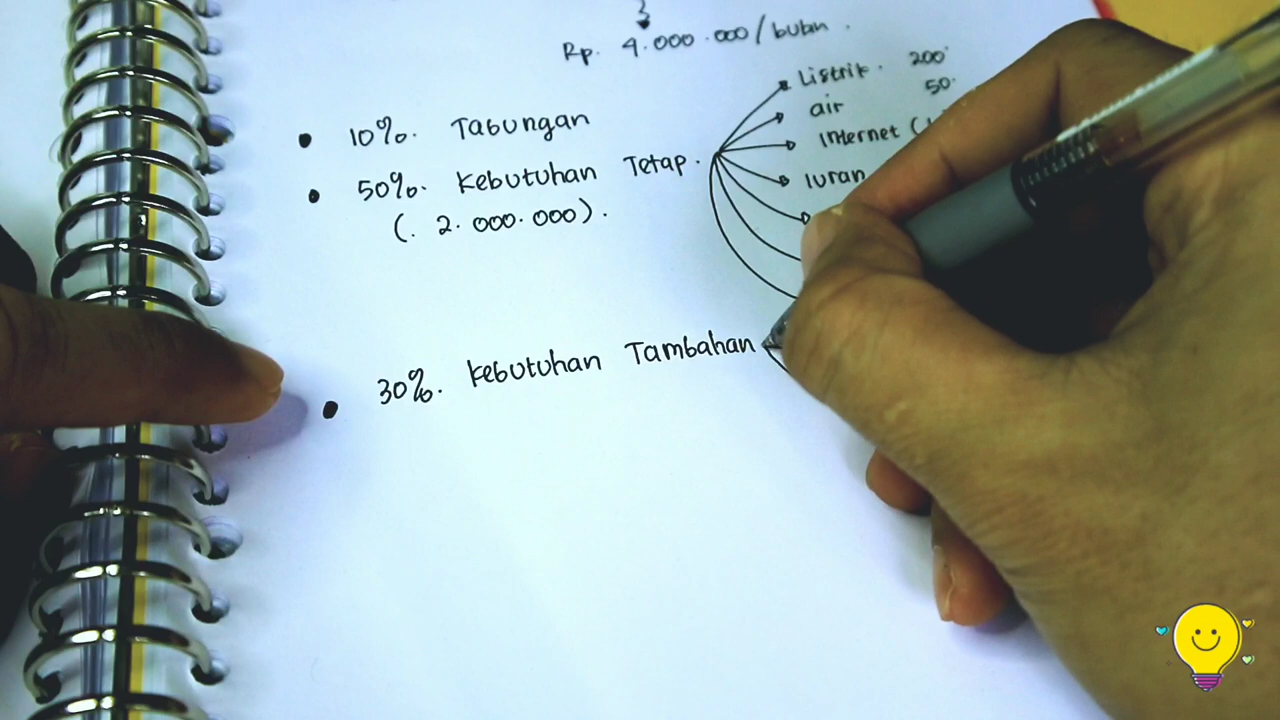 Rp. 4.000.000/bulan.
Listrik. 200
air 50
Internet (
Iuran
• 10%. Tabungan
• 50%. Kebutuhan Tetap.
(. 2.000.000).
• 30%. Kebutuhan Tambahan